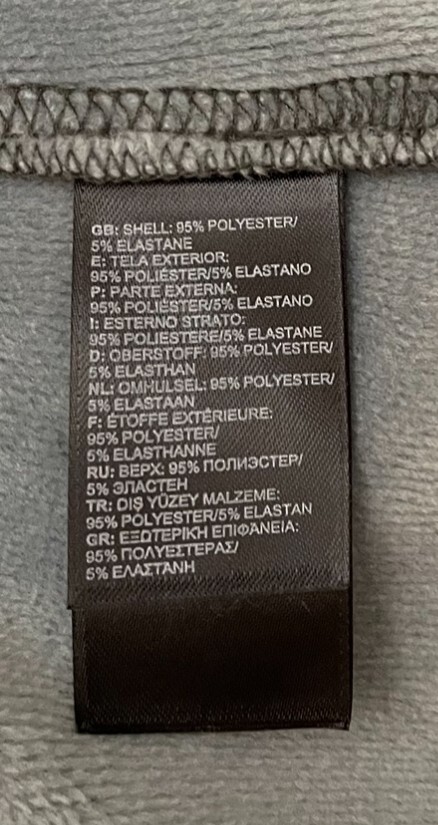 GB: SHELL: 95% POLYESTER/
5% ELASTANE
E: TELA EXTERIOR:
95% POLIÉSTER/5% ELASTANO
P: PARTE EXTERNA:
95% POLIÉSTER/5% ELASTANO
I: ESTERNO STRATO:
95% POLIESTERE/5% ELASTANE
D: OBERSTOFF: 95% POLYESTER/
5% ELASTHAN
NL: OMHULSEL: 95% POLYESTER/
5% ELASTAAN
F: ÉTOFFE EXTÉRIEURE:
95% POLYESTER/
5% ELASTHANNE
RU: ВЕРХ: 95% ПОЛИЭСТЕР/
5% ЭЛАСТЕН
TR: DIŞ YÜZEY MALZEME:
95% POLYESTER/5% ELASTAN
GR: ΕΞΩΤΕΡΙΚΗ ΕΠΙΦΑΝΕΙΑ:
95% ΠΟΛΥΕΣΤΕΡΑΣ/
5% ΕΛΑΣΤΑΝΗ